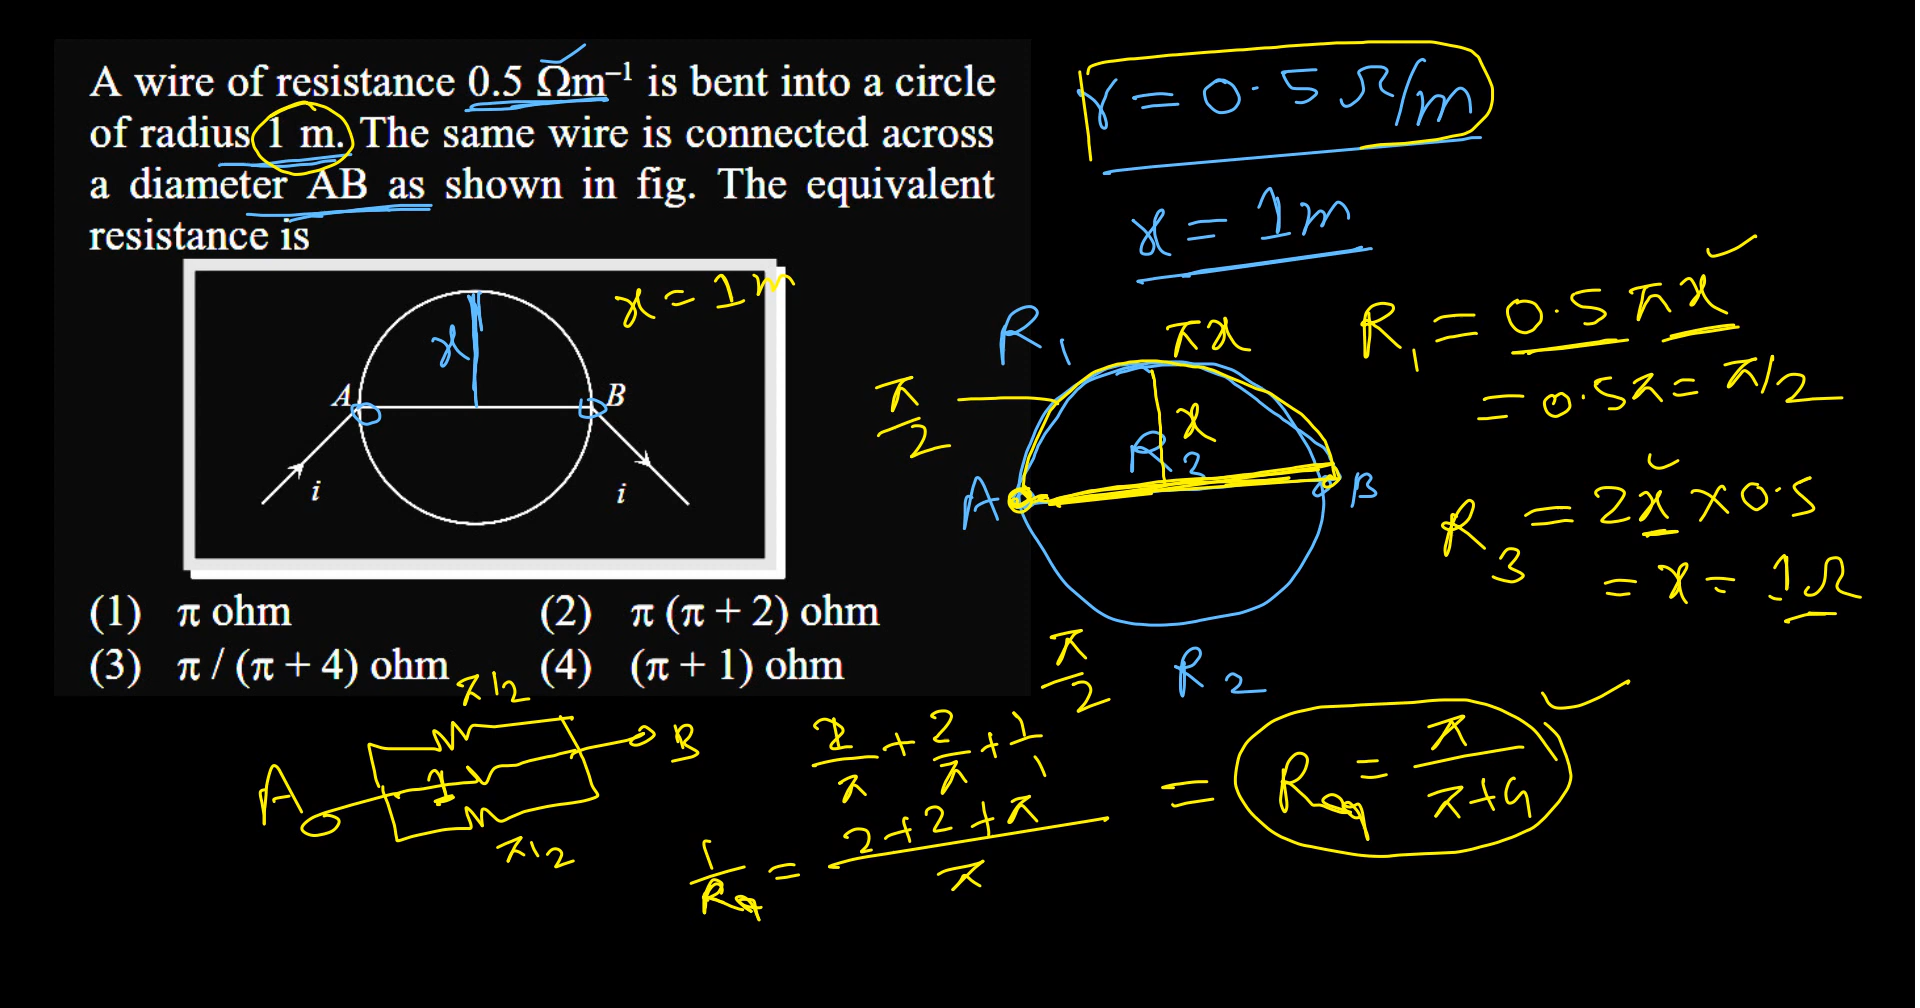 A wire of resistance 0.5 Ωm⁻¹ is bent into a circle
of radius 1 m. The same wire is connected across
a diameter AB as shown in fig. The equivalent
resistance is
x = 1m
x
A
B
i
i
(1) π ohm
(2) π (π + 2) ohm
(3) π / (π + 4) ohm
(4) (π + 1) ohm
r = 0.5 Ω/m
x = 1m
R₁
πx
π/2
x
A
B
π/2
R₂
R₁ = 0.5 πx
= 0.5π = π/2
R₃ = 2x × 0.5
= x = 1Ω
π/2
A
1
B
π/2
2/π + 2/π + 1/1
1/Req = (2+2+π)/π
= Req = π/(π+4)